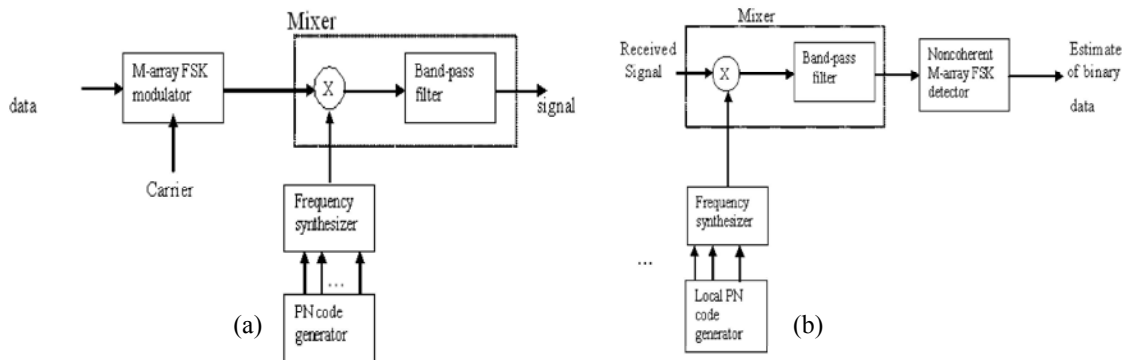 Mixer
M-array FSK
modulator
data
X
Band-pass
filter
signal
Carrier
Frequency
synthesizer
...
PN code
generator
(a)
Mixer
Received
Signal
X
Band-pass
filter
Noncoherent
M-array FSK
detector
Estimate
of binary
data
Frequency
synthesizer
...
Local PN
code
generator
(b)